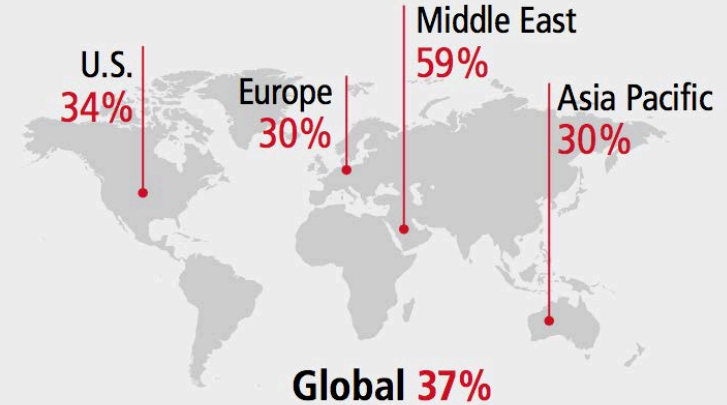 U.S.
34%
Europe
30%
Middle East
59%
Asia Pacific
30%
Global 37%